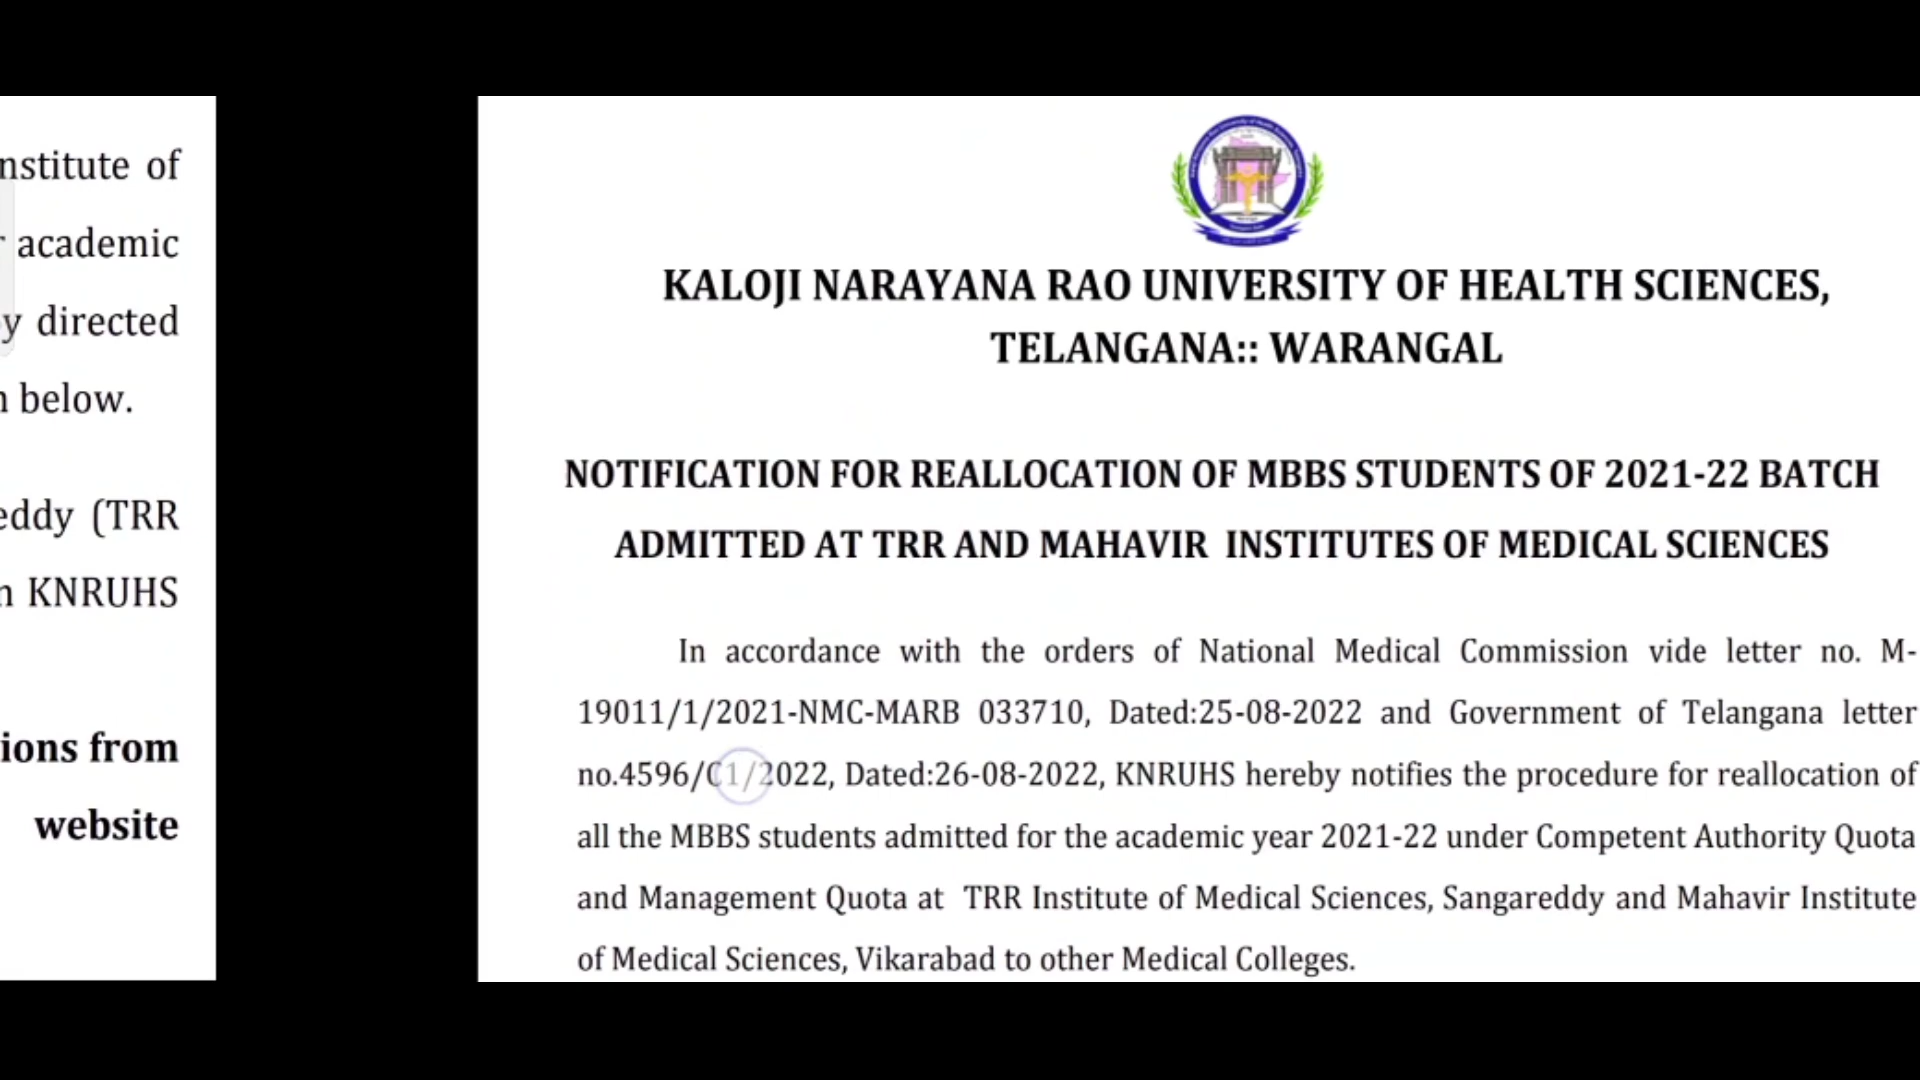 nstitute of
academic
y directed
below.
eddy (TRR
n KNRUHS
ions from
website
KALOJI NARAYANA RAO UNIVERSITY OF HEALTH SCIENCES,
TELANGANA:: WARANGAL
NOTIFICATION FOR REALLOCATION OF MBBS STUDENTS OF 2021-22 BATCH
ADMITTED AT TRR AND MAHAVIR INSTITUTES OF MEDICAL SCIENCES
In accordance with the orders of National Medical Commission vide letter no. M-
19011/1/2021-NMC-MARB 033710, Dated:25-08-2022 and Government of Telangana letter
no.4596/C1/2022, Dated:26-08-2022, KNRUHS hereby notifies the procedure for reallocation of
all the MBBS students admitted for the academic year 2021-22 under Competent Authority Quota
and Management Quota at TRR Institute of Medical Sciences, Sangareddy and Mahavir Institute
of Medical Sciences, Vikarabad to other Medical Colleges.